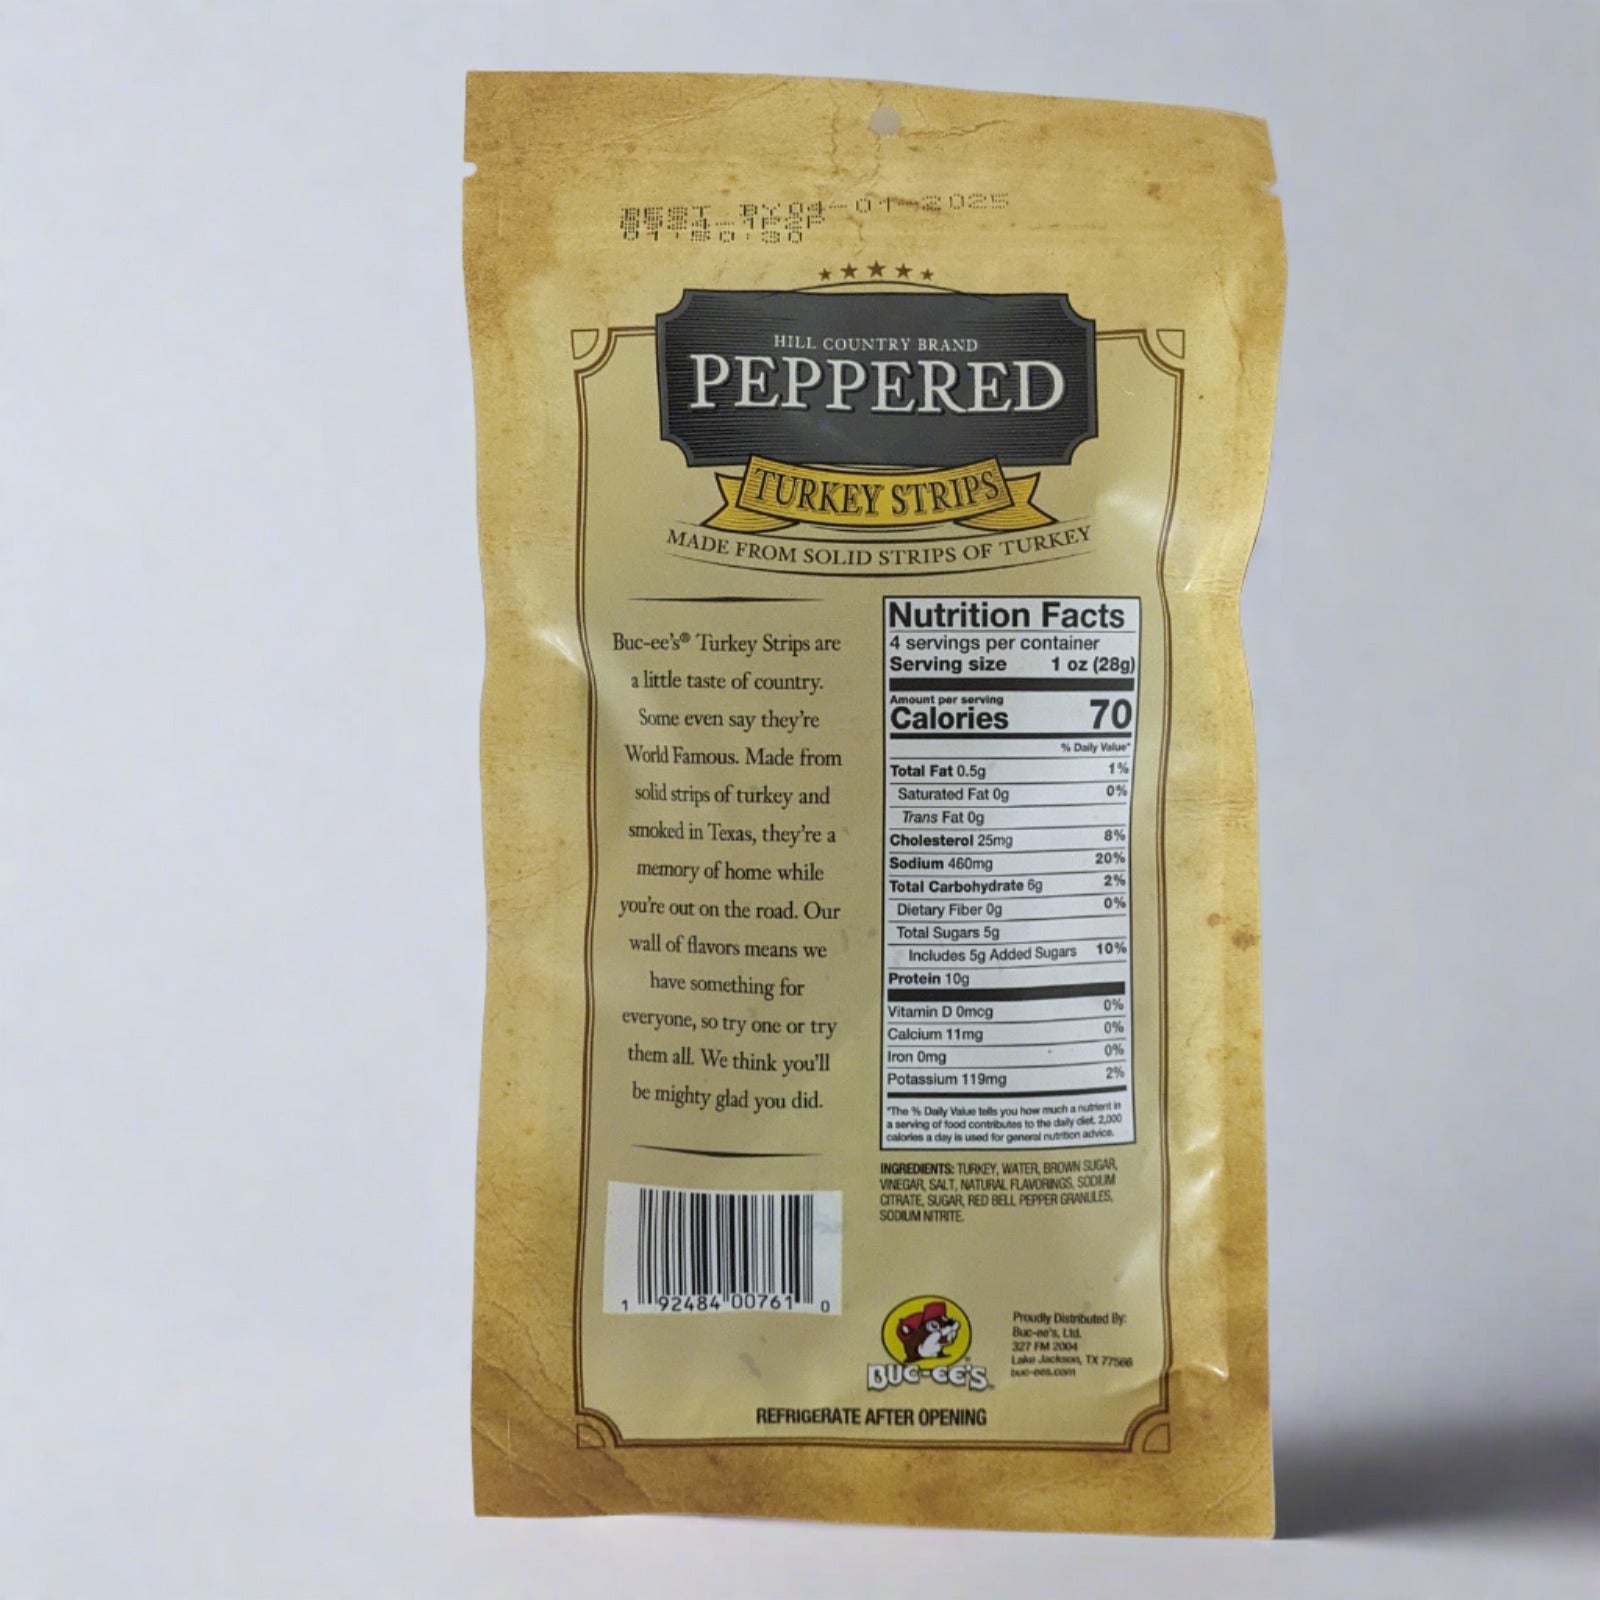 BEST BY04-01-2025
HILL COUNTRY BRAND
PEPPERED
TURKEY STRIPS
MADE FROM SOLID STRIPS OF TURKEY
Buc-ee's® Turkey Strips are
a little taste of country.
Some even say they're
World Famous. Made from
solid strips of turkey and
smoked in Texas, they're a
memory of home while
you're out on the road. Our
wall of flavors means we
have something for
everyone, so try one or try
them all. We think you'll
be mighty glad you did.
1 92484 00761 0
Nutrition Facts
4 servings per container
Serving size 1 oz (28g)
Amount per serving
Calories 70
% Daily Value*
Total Fat 0.5g 1%
Saturated Fat 0g 0%
Trans Fat 0g
Cholesterol 25mg 8%
Sodium 460mg 20%
Total Carbohydrate 6g 2%
Dietary Fiber 0g 0%
Total Sugars 5g
Includes 5g Added Sugars 10%
Protein 10g
Vitamin D 0mcg 0%
Calcium 11mg 0%
Iron 0mg 0%
Potassium 119mg 2%
*The % Daily Value tells you how much a nutrient in
a serving of food contributes to the daily diet. 2,000
calories a day is used for general nutrition advice.
INGREDIENTS: TURKEY, WATER, BROWN SUGAR,
VINEGAR, SALT, NATURAL FLAVORINGS, SODIUM
CITRATE, SUGAR, RED BELL PEPPER GRANULES,
SODIUM NITRITE.
BUC-EE'S
Proudly Distributed By:
Buc-ee's, Ltd.
327 FM 2004
Lake Jackson, TX 77566
buc-ees.com
REFRIGERATE AFTER OPENING